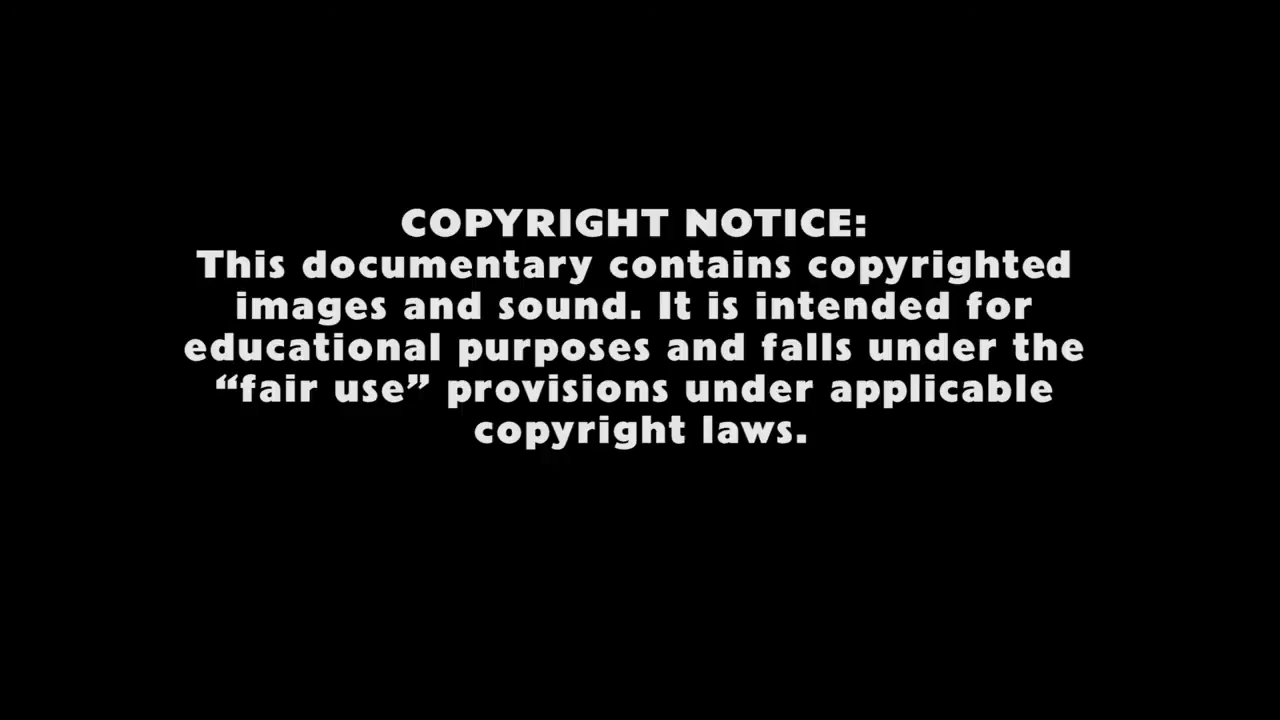 COPYRIGHT NOTICE:
This documentary contains copyrighted
images and sound. It is intended for
educational purposes and falls under the
“fair use” provisions under applicable
copyright laws.